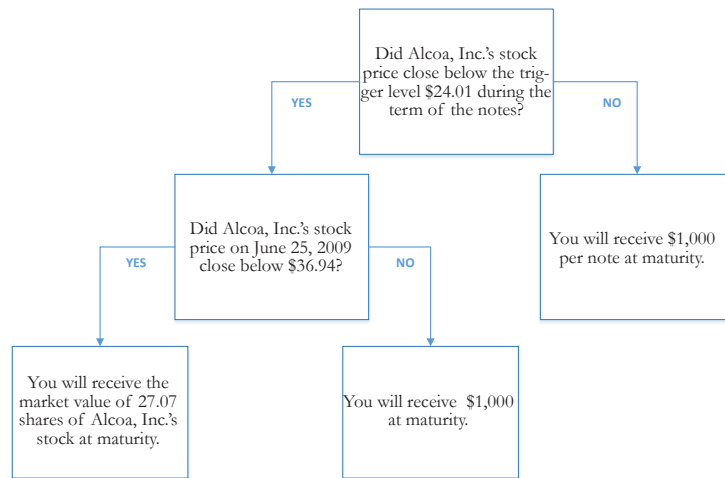 Did Alcoa, Inc.'s stock
price close below the trig-
ger level $24.01 during the
term of the notes?
YES
NO
Did Alcoa, Inc.'s stock
price on June 25, 2009
close below $36.94?
You will receive $1,000
per note at maturity.
YES
NO
You will receive the
market value of 27.07
shares of Alcoa, Inc.'s
stock at maturity.
You will receive $1,000
at maturity.